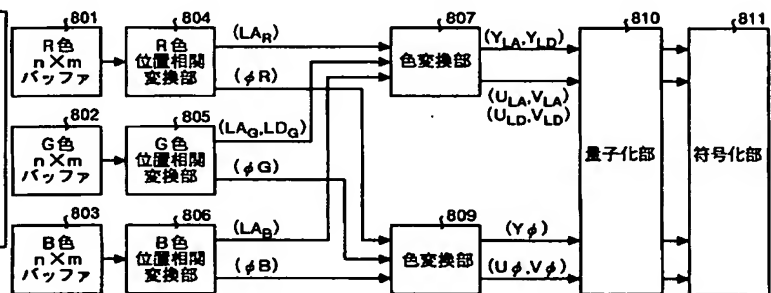 801
R色
n×m
バッファ
804
R色
位置相関
変換部
(LA_R)
(φR)
807
色変換部
(Y_LA,Y_LD)
(U_LA,V_LA)
(U_LD,V_LD)
810
量子化部
811
符号化部
802
G色
n×m
バッファ
805
G色
位置相関
変換部
(LA_G,LD_G)
(φG)
803
B色
n×m
バッファ
806
B色
位置相関
変換部
(LA_B)
(φB)
809
色変換部
(Yφ)
(Uφ,Vφ)